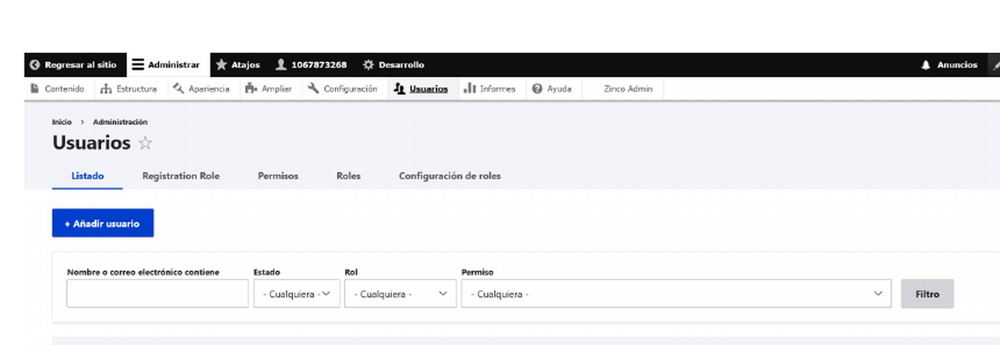 Regresar al sitio Administrar Atajos 1067873268 Desarrollo Anuncios
Contenido Estructura Apariencia Ampliar Configuración Usuarios Informes Ayuda Zinco Admin
Inicio › Administración
Usuarios
Listado Registration Role Permisos Roles Configuración de roles
+ Añadir usuario
Nombre o correo electrónico contiene Estado Rol Permiso
- Cualquiera - - Cualquiera - - Cualquiera - Filtro